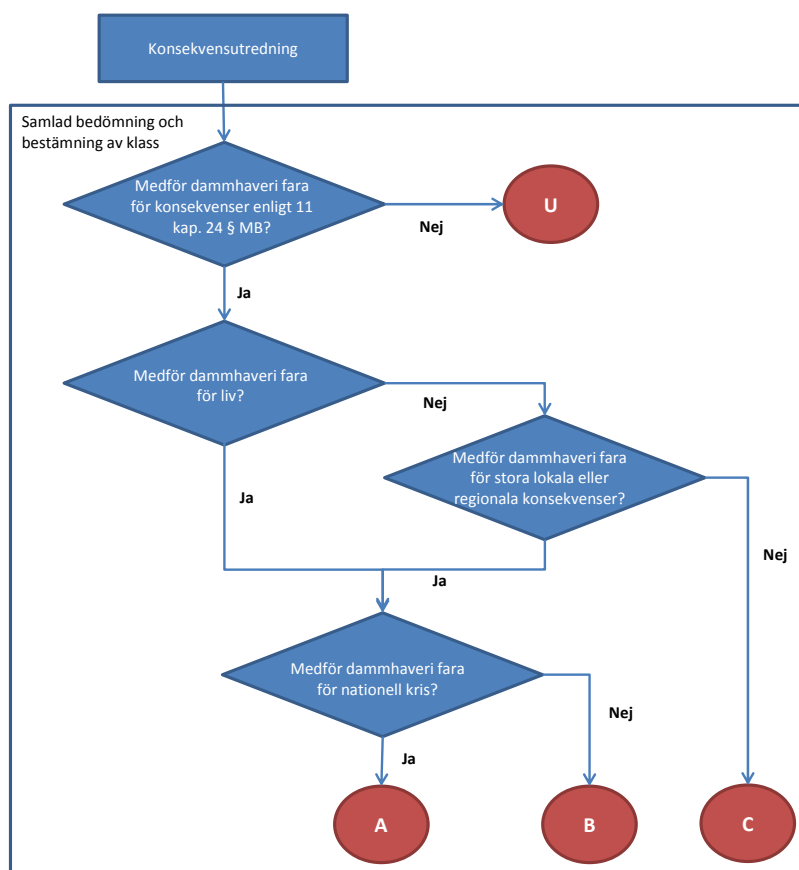 Konsekvensutredning
Samlad bedömning och
bestämning av klass
Medför dammhaveri fara
för konsekvenser enligt 11
kap. 24 § MB?
Nej
U
Ja
Medför dammhaveri fara
för liv?
Nej
Medför dammhaveri fara
för stora lokala eller
regionala konsekvenser?
Ja
Nej
Ja
Medför dammhaveri fara
för nationell kris?
Nej
Ja
A
B
C